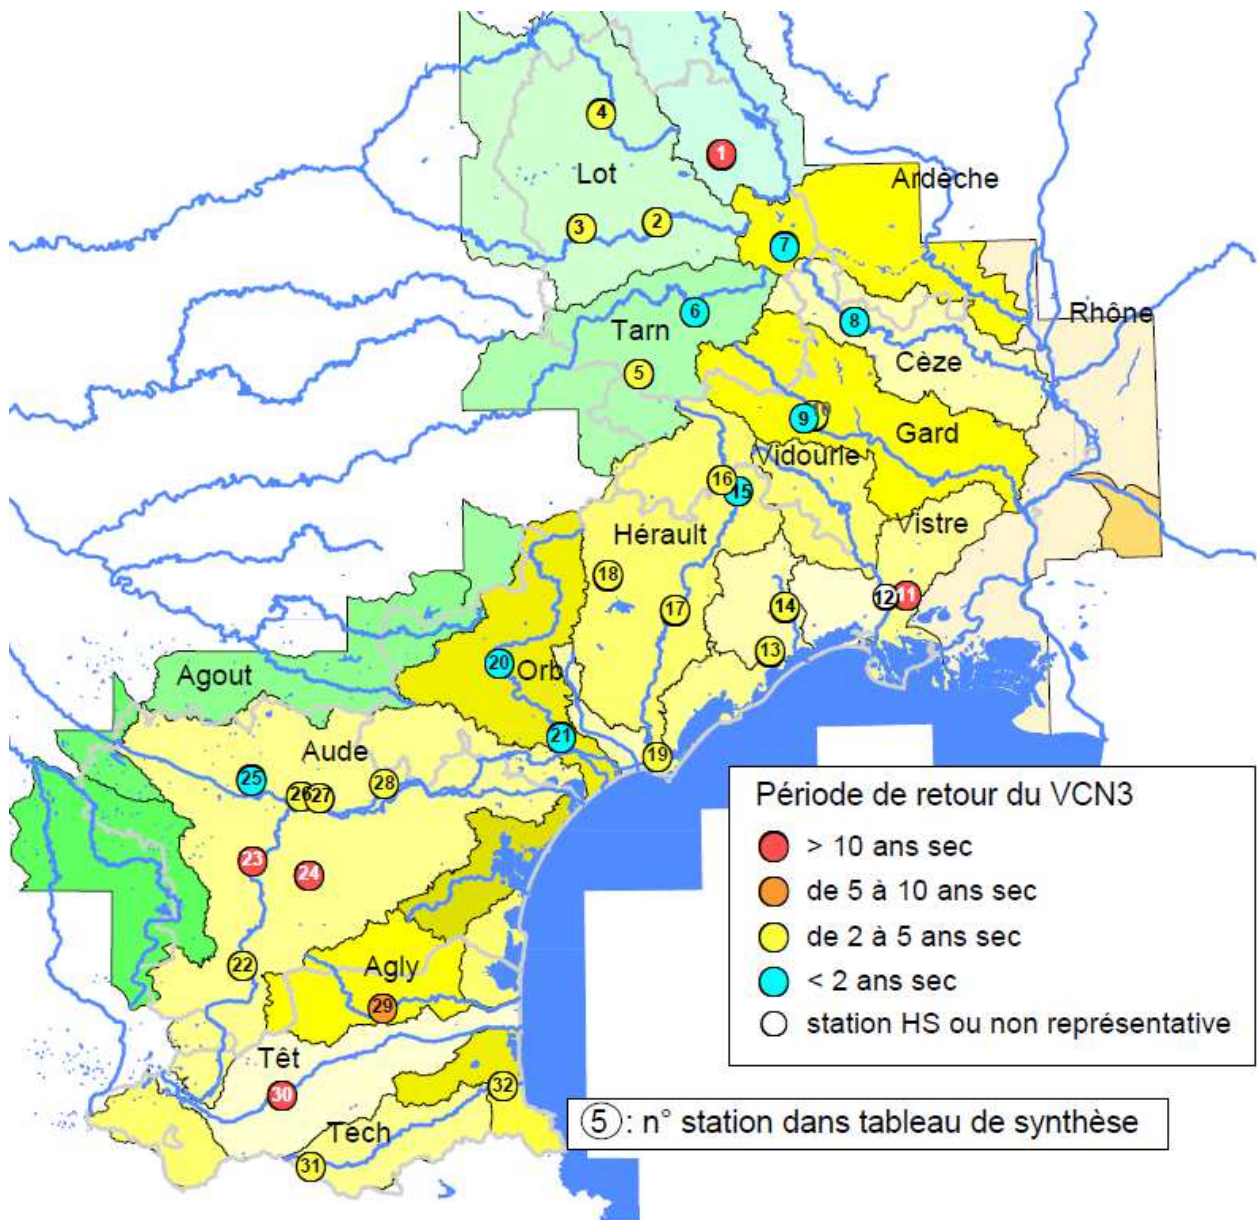 4
1
Ardèche
Lot
3
2
7
6
Rhône
8
Tarn
Cèze
5
9
10
Gard
Vidourle
16
15
Vistre
Hérault
18
17
14
12
11
13
20
Orb
Agout
21
Aude
19
25
26
27
28
23
24
22
Agly
29
Têt
30
32
Tech
31
Période de retour du VCN3
> 10 ans sec
de 5 à 10 ans sec
de 2 à 5 ans sec
< 2 ans sec
station HS ou non représentative
5 : n° station dans tableau de synthèse